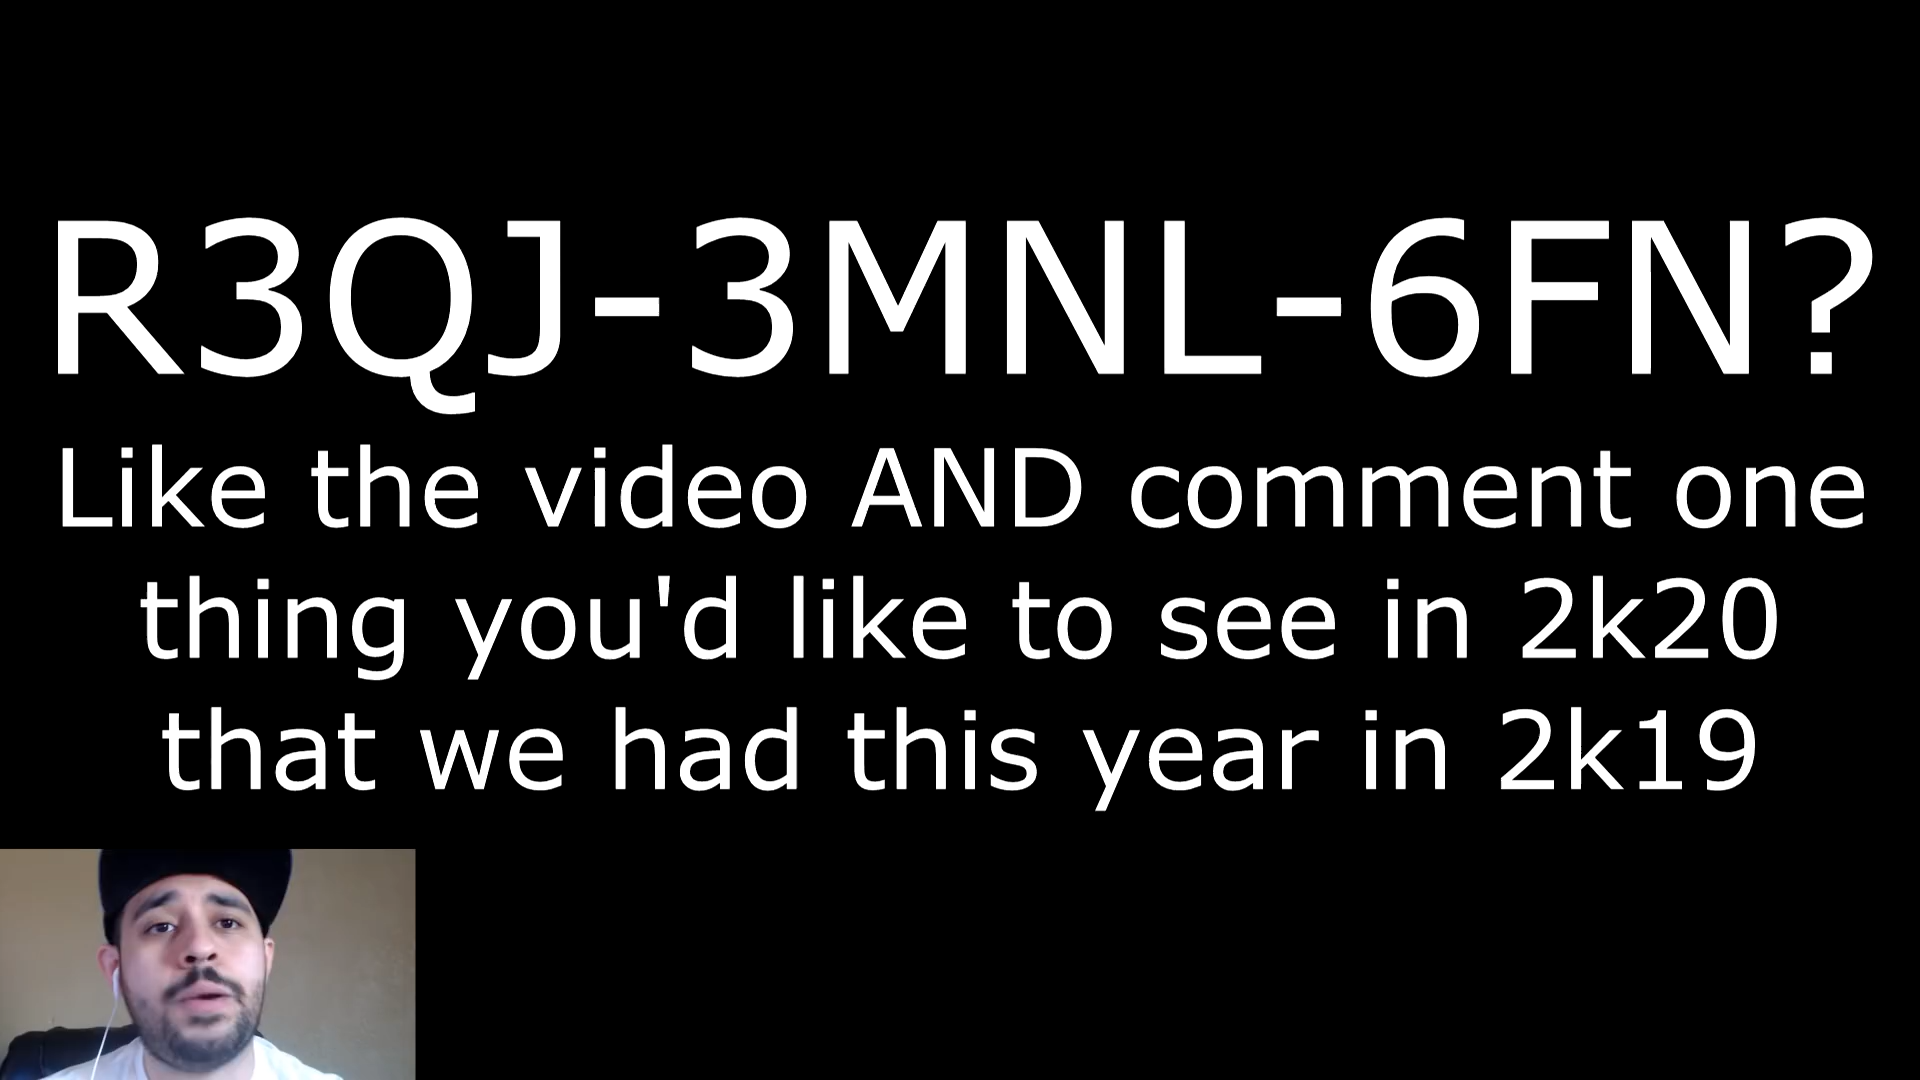 R3QJ-3MNL-6FN?
Like the video AND comment one
thing you'd like to see in 2k20
that we had this year in 2k19